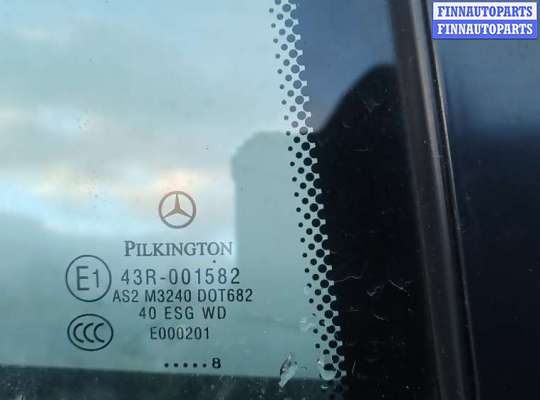 FINNAUTOPARTS
FINNAUTOPARTS
PILKINGTON
E1 43R-001582
AS2 M3240 DOT682
40 ESG WD
CCC E000201
..... 8